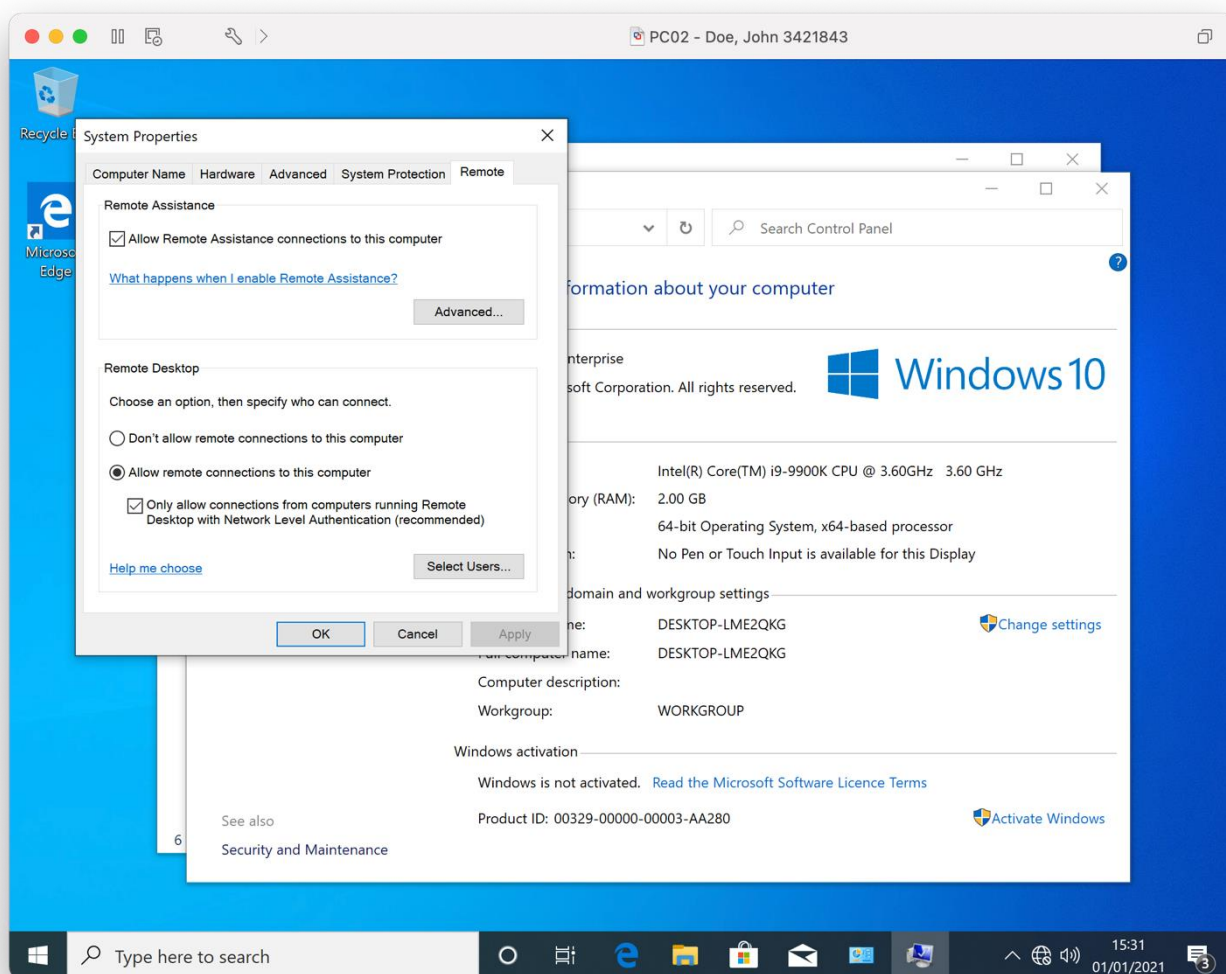 PC02 - Doe, John 3421843
Recycle
System Properties
Computer Name Hardware Advanced System Protection Remote
Remote Assistance
Allow Remote Assistance connections to this computer
What happens when I enable Remote Assistance?
Advanced...
Remote Desktop
Choose an option, then specify who can connect.
Don't allow remote connections to this computer
Allow remote connections to this computer
Only allow connections from computers running Remote
Desktop with Network Level Authentication (recommended)
Help me choose
Select Users...
OK Cancel Apply
Edge
Search Control Panel
?
formation about your computer
nterprise
soft Corporation. All rights reserved.
Windows 10
Intel(R) Core(TM) i9-9900K CPU @ 3.60GHz 3.60 GHz
ory (RAM): 2.00 GB
64-bit Operating System, x64-based processor
No Pen or Touch Input is available for this Display
domain and workgroup settings
me: DESKTOP-LME2QKG
Change settings
Full computer name: DESKTOP-LME2QKG
Computer description:
Workgroup: WORKGROUP
Windows activation
Windows is not activated. Read the Microsoft Software Licence Terms
Product ID: 00329-00000-00003-AA280
Activate Windows
See also
Security and Maintenance
6
Type here to search
15:31
01/01/2021
3